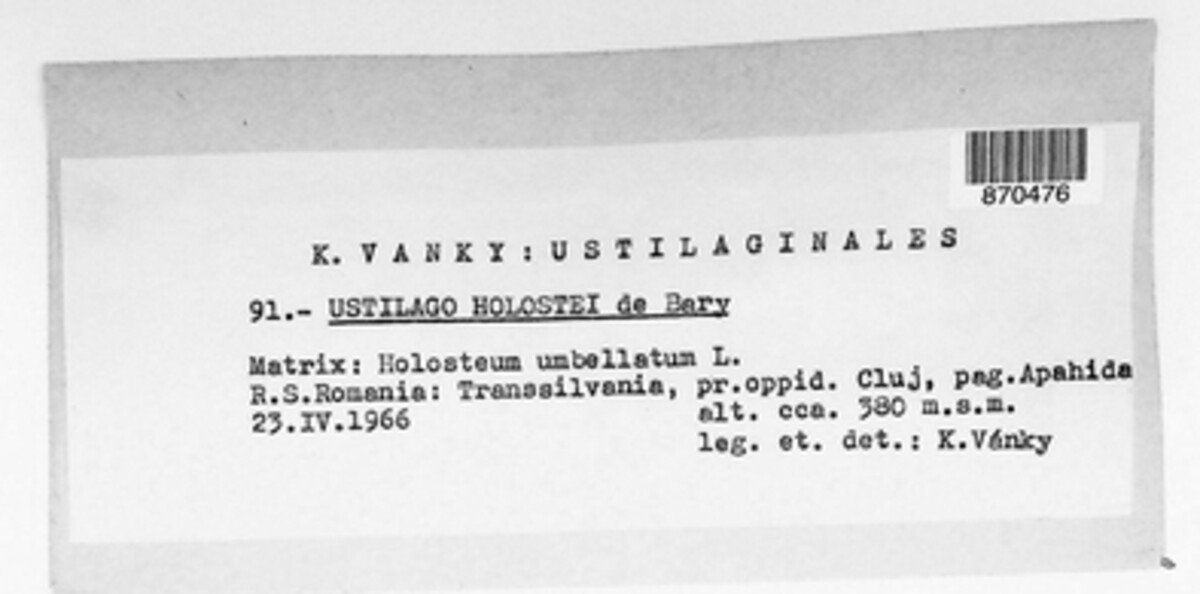 870476
K. VANKY: USTILAGINALES
91.- USTILAGO HOLOSTEI de Bary
Matrix: Holosteum umbellatum L.
R.S.Romania: Transsilvania, pr.oppid. Cluj, pag.Apahida
23.IV.1966 alt. cca. 380 m.s.m.
leg. et. det.: K.Vánky